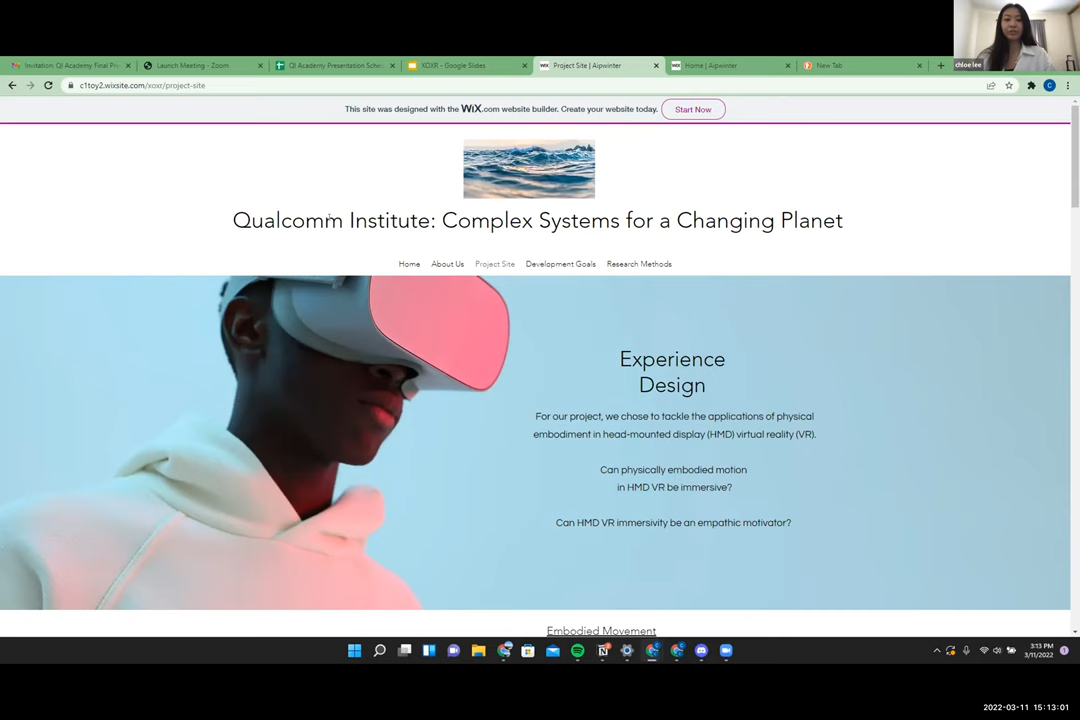 chloe lee
Invitation: QI Academy Final Pr
Launch Meeting - Zoom
QI Academy Presentation Sche
XOXR - Google Slides
Project Site | Aipwinter
Home | Aipwinter
New Tab
c1toy2.wixsite.com/xoxr/project-site
This site was designed with the WiX.com website builder. Create your website today.
Start Now
Qualcomm Institute: Complex Systems for a Changing Planet
Home About Us Project Site Development Goals Research Methods
Experience
Design
For our project, we chose to tackle the applications of physical
embodiment in head-mounted display (HMD) virtual reality (VR).
Can physically embodied motion
in HMD VR be immersive?
Can HMD VR immersivity be an empathic motivator?
Embodied Movement
3:13 PM
3/11/2022
2022-03-11 15:13:01